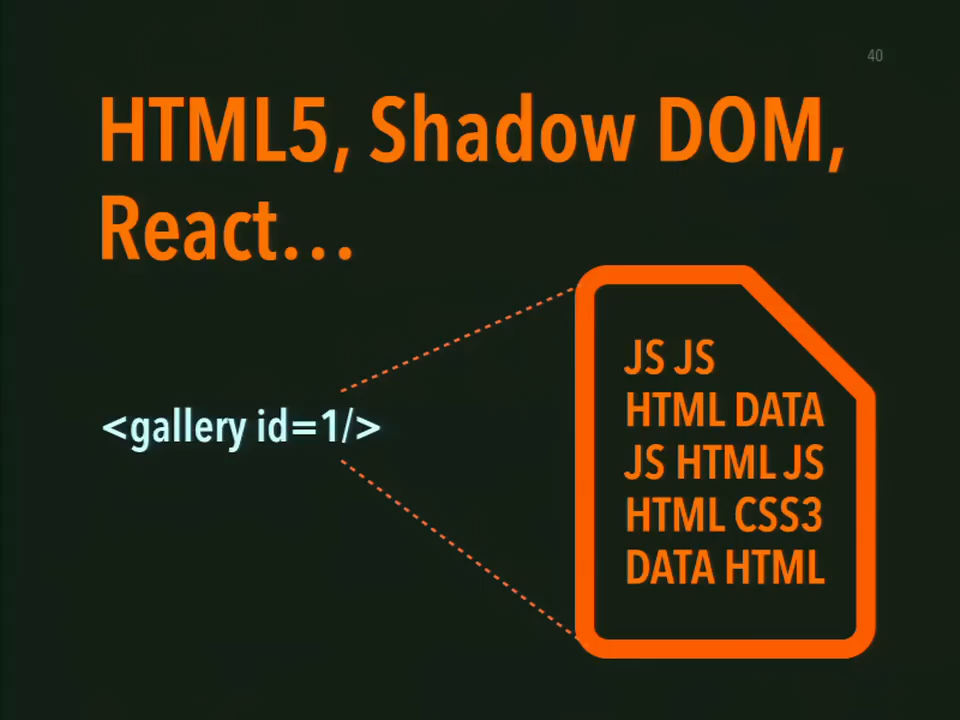 40
HTML5, Shadow DOM,
React...
<gallery id=1/>
JS JS
HTML DATA
JS HTML JS
HTML CSS3
DATA HTML